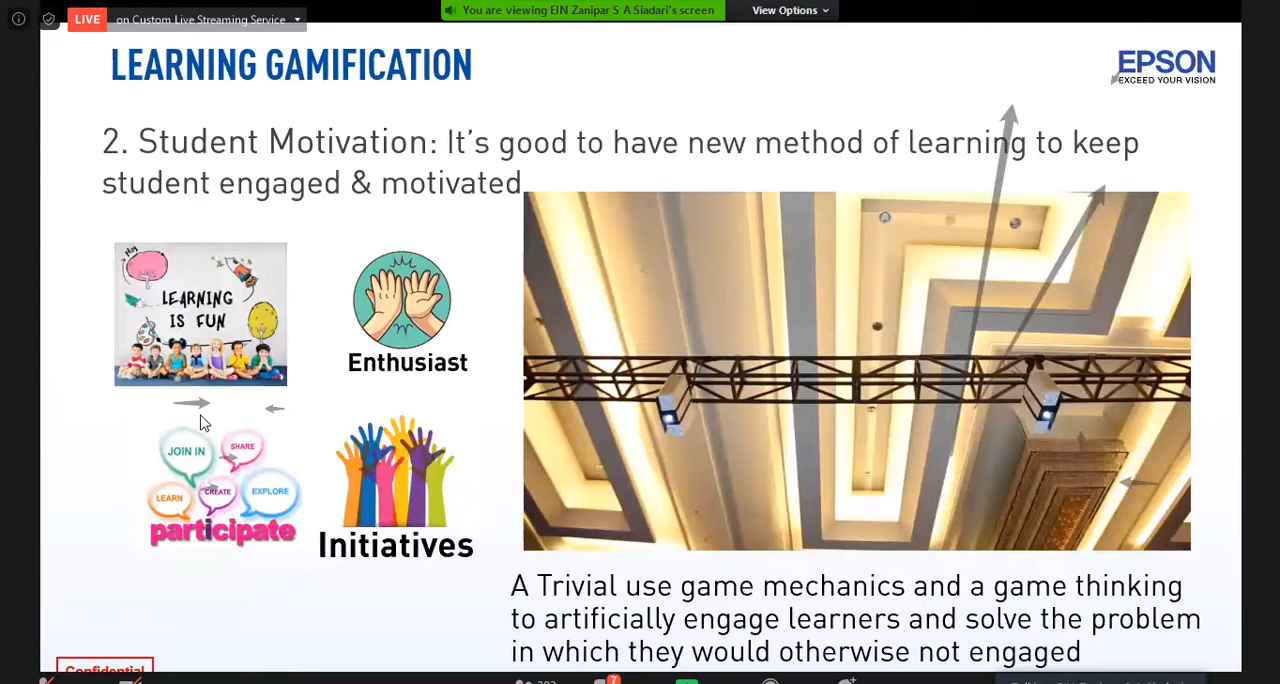 LIVE
on Custom Live Streaming Service
You are viewing EIN Zanipar S A Siadari's screen
View Options
LEARNING GAMIFICATION
EPSON
EXCEED YOUR VISION
2. Student Motivation: It's good to have new method of learning to keep
student engaged & motivated
LEARNING
IS FUN
Enthusiast
JOIN IN
SHARE
LEARN
CREATE
EXPLORE
participate
Initiatives
A Trivial use game mechanics and a game thinking
to artificially engage learners and solve the problem
in which they would otherwise not engaged
Confidential
7